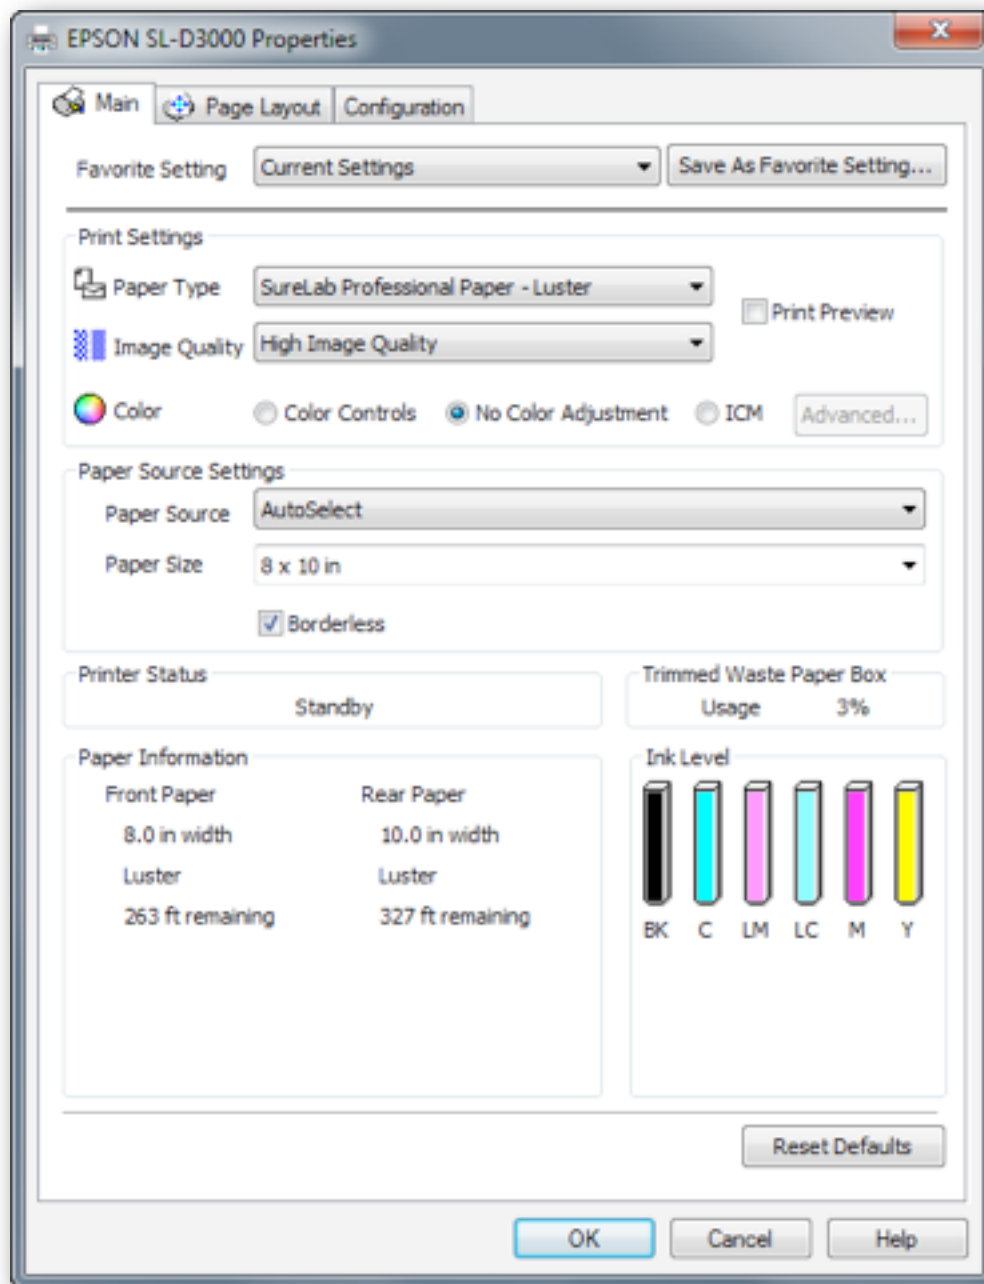 EPSON SL-D3000 Properties
Main Page Layout Configuration
Favorite Setting Current Settings Save As Favorite Setting...
Print Settings
Paper Type SureLab Professional Paper - Luster
Print Preview
Image Quality High Image Quality
Color Color Controls No Color Adjustment ICM Advanced...
Paper Source Settings
Paper Source AutoSelect
Paper Size 8 x 10 in
Borderless
Printer Status Trimmed Waste Paper Box
Standby Usage 3%
Paper Information Ink Level
Front Paper Rear Paper
8.0 in width 10.0 in width
Luster Luster
263 ft remaining 327 ft remaining
BK C LM LC M Y
Reset Defaults
OK Cancel Help